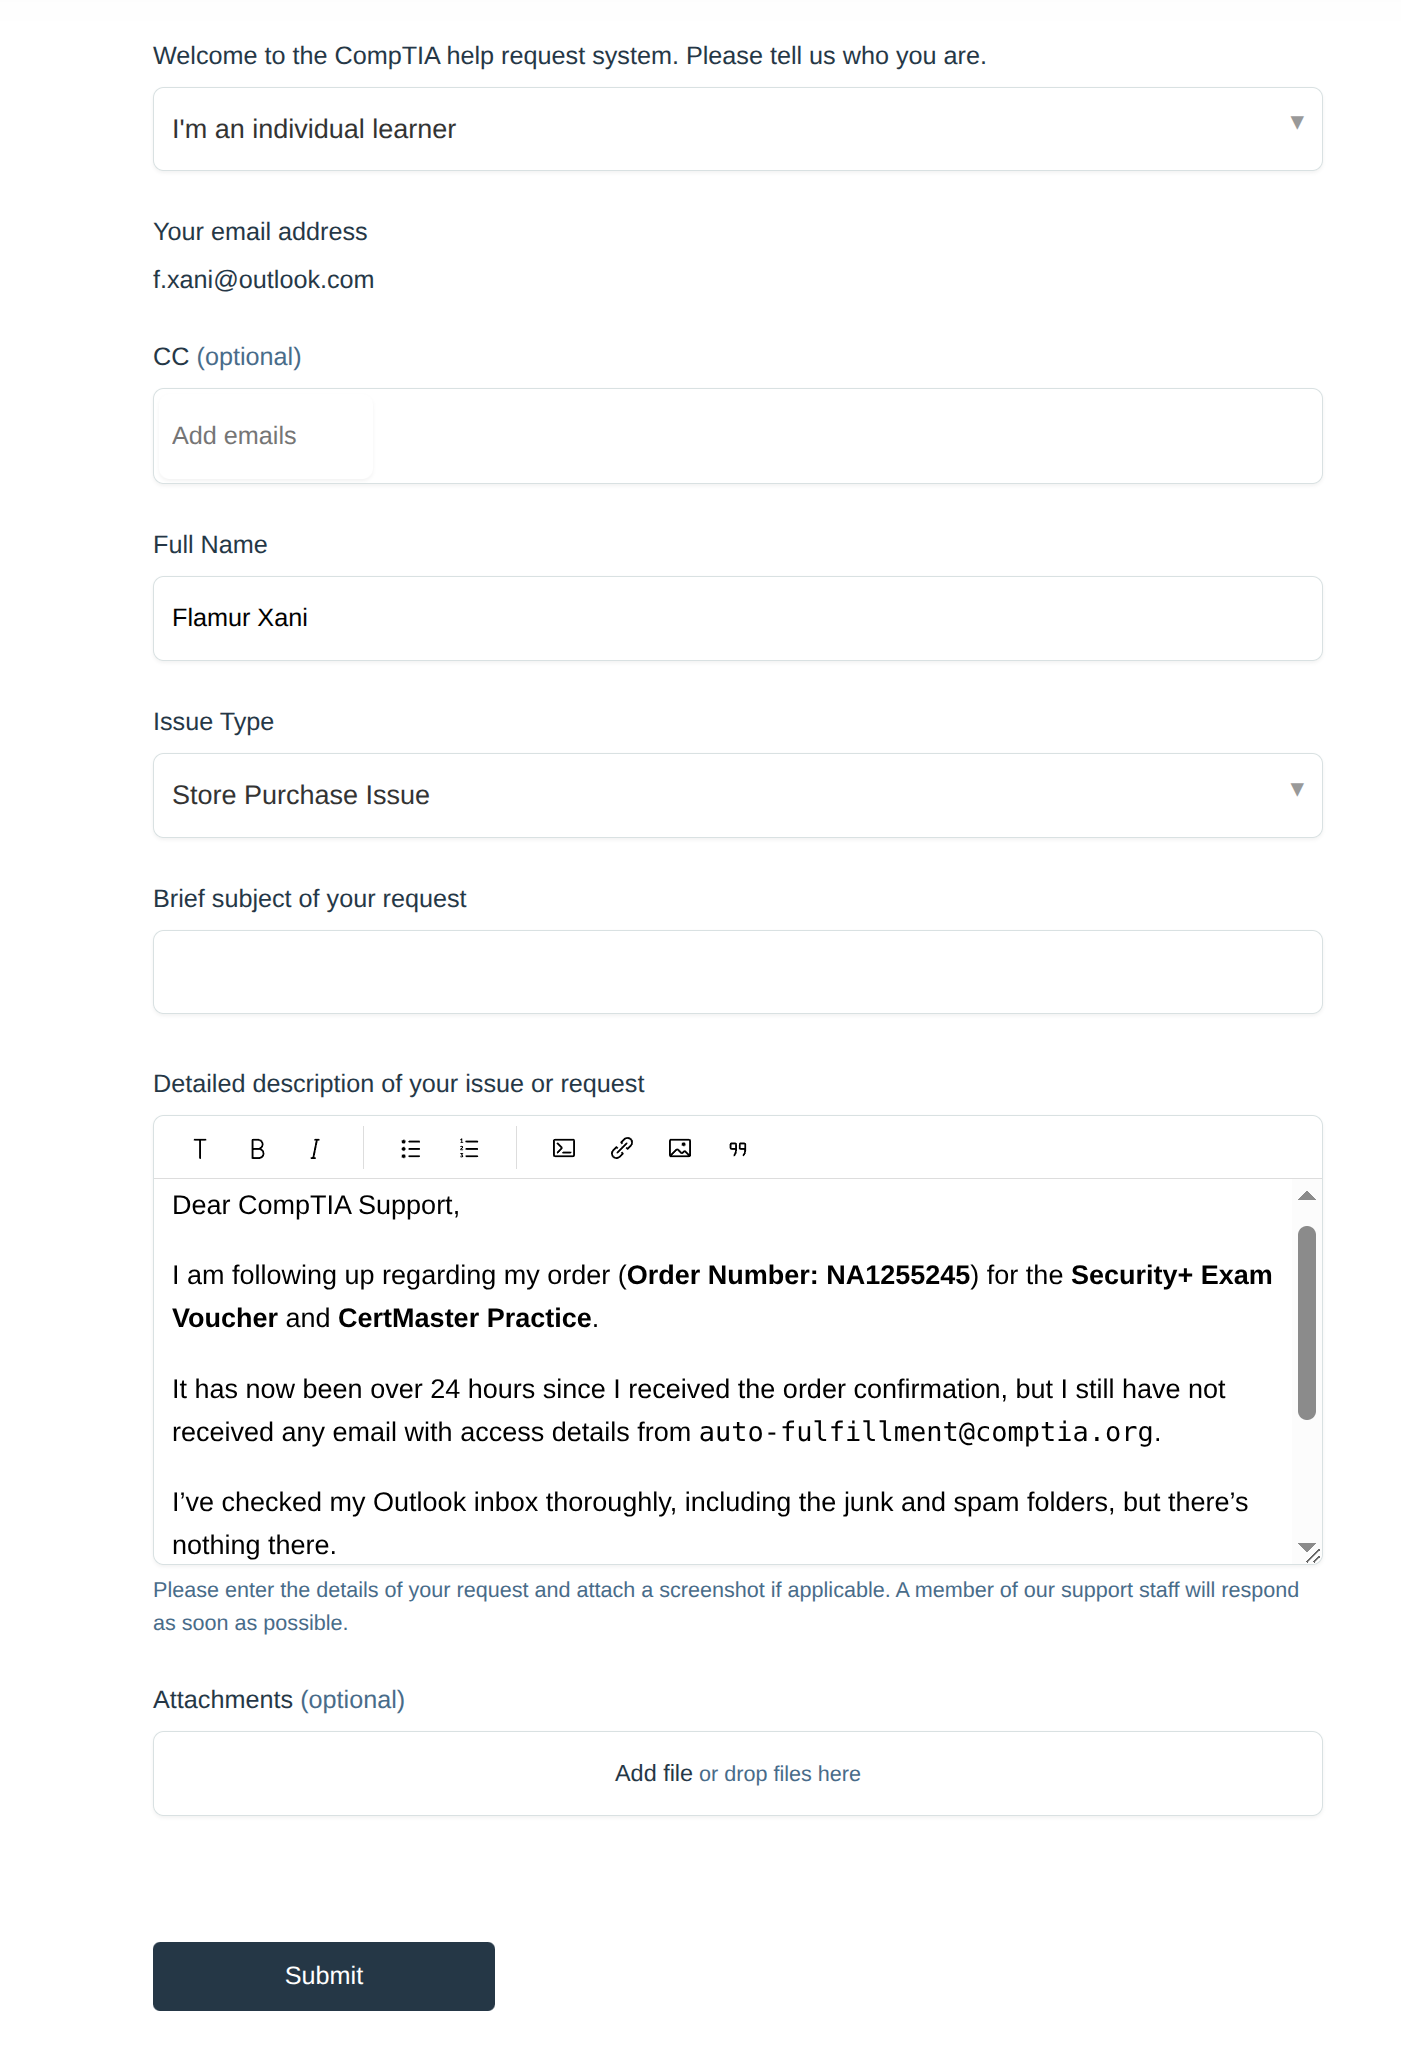 Welcome to the CompTIA help request system. Please tell us who you are.
I'm an individual learner
Your email address
f.xani@outlook.com
CC (optional)
Add emails
Full Name
Flamur Xani
Issue Type
Store Purchase Issue
Brief subject of your request
Detailed description of your issue or request
Dear CompTIA Support,
I am following up regarding my order (Order Number: NA1255245) for the Security+ Exam
Voucher and CertMaster Practice.
It has now been over 24 hours since I received the order confirmation, but I still have not
received any email with access details from auto-fulfillment@comptia.org.
I’ve checked my Outlook inbox thoroughly, including the junk and spam folders, but there’s
nothing there.
Please enter the details of your request and attach a screenshot if applicable. A member of our support staff will respond
as soon as possible.
Attachments (optional)
Add file or drop files here
Submit